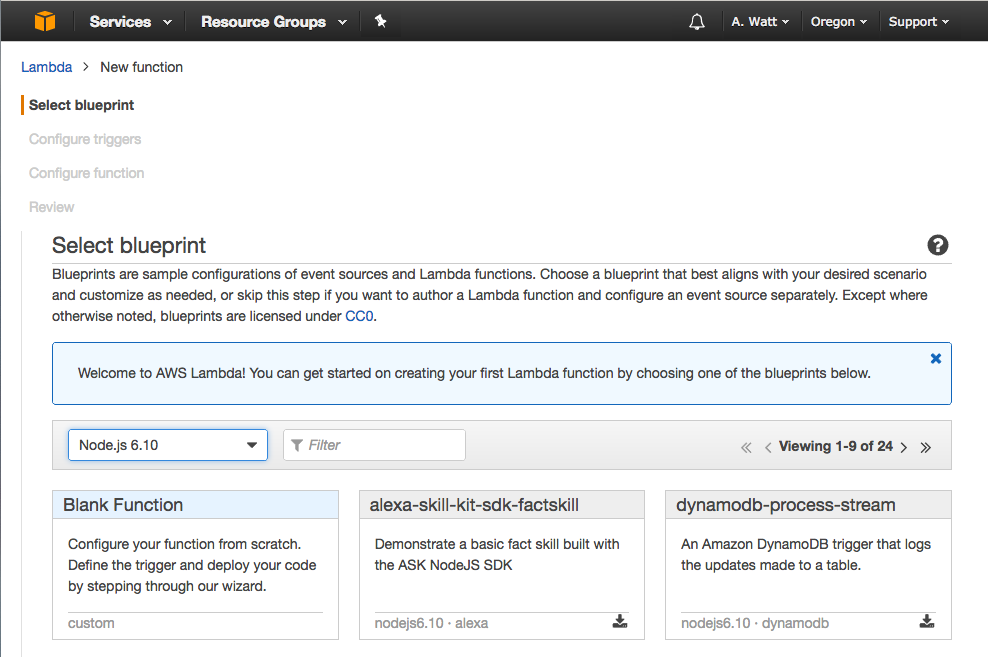 Services Resource Groups A. Watt Oregon Support
Lambda > New function
Select blueprint
Configure triggers
Configure function
Review
Select blueprint
Blueprints are sample configurations of event sources and Lambda functions. Choose a blueprint that best aligns with your desired scenario
and customize as needed, or skip this step if you want to author a Lambda function and configure an event source separately. Except where
otherwise noted, blueprints are licensed under CC0.
Welcome to AWS Lambda! You can get started on creating your first Lambda function by choosing one of the blueprints below.
Node.js 6.10 Filter « < Viewing 1-9 of 24 > »
Blank Function
Configure your function from scratch.
Define the trigger and deploy your code
by stepping through our wizard.
custom
alexa-skill-kit-sdk-factskill
Demonstrate a basic fact skill built with
the ASK NodeJS SDK
nodejs6.10 · alexa
dynamodb-process-stream
An Amazon DynamoDB trigger that logs
the updates made to a table.
nodejs6.10 · dynamodb